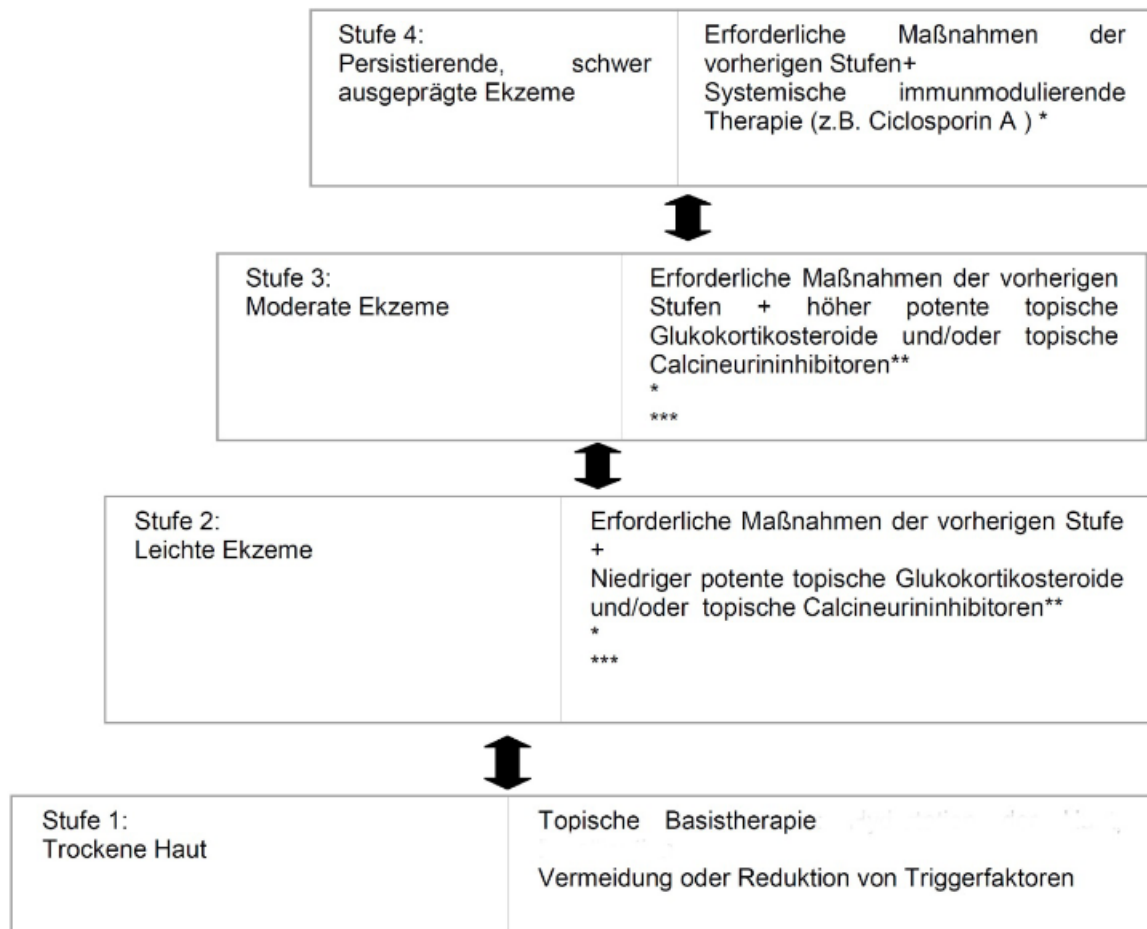 Stufe 4:
Persistierende, schwer
ausgeprägte Ekzeme
Erforderliche Maßnahmen der
vorherigen Stufen+
Systemische immunmodulierende
Therapie (z.B. Ciclosporin A ) *
Stufe 3:
Moderate Ekzeme
Erforderliche Maßnahmen der vorherigen
Stufen + höher potente topische
Glukokortikosteroide und/oder topische
Calcineurininhibitoren**
*
***
Stufe 2:
Leichte Ekzeme
Erforderliche Maßnahmen der vorherigen Stufe
+
Niedriger potente topische Glukokortikosteroide
und/oder topische Calcineurininhibitoren**
*
***
Stufe 1:
Trockene Haut
Topische Basistherapie
Vermeidung oder Reduktion von Triggerfaktoren